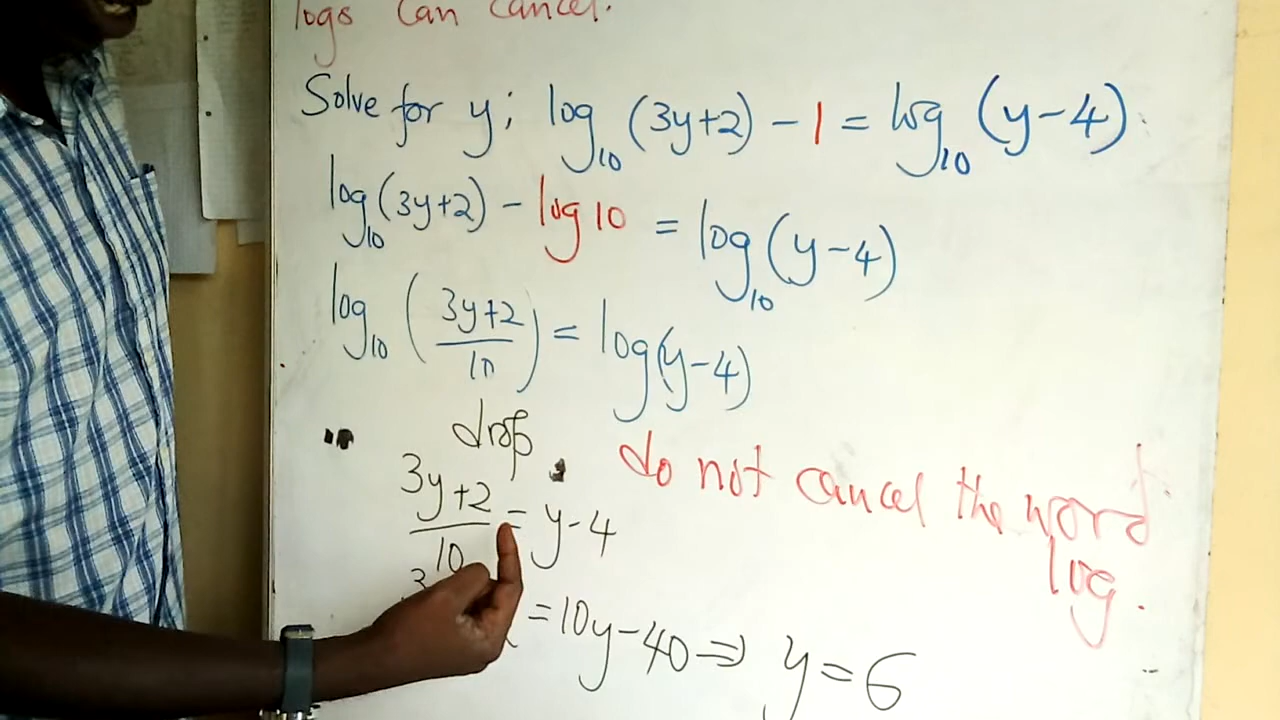 logs can cancel.
Solve for y; log₁₀ (3y+2) - 1 = log₁₀ (y-4)
log₁₀ (3y+2) - log 10 = log₁₀ (y-4)
log₁₀ (3y+2/10) = log(y-4)
drop
do not cancel the word log.
3y+2/10 = y-4
3 = 10y-40 ⇒ y=6